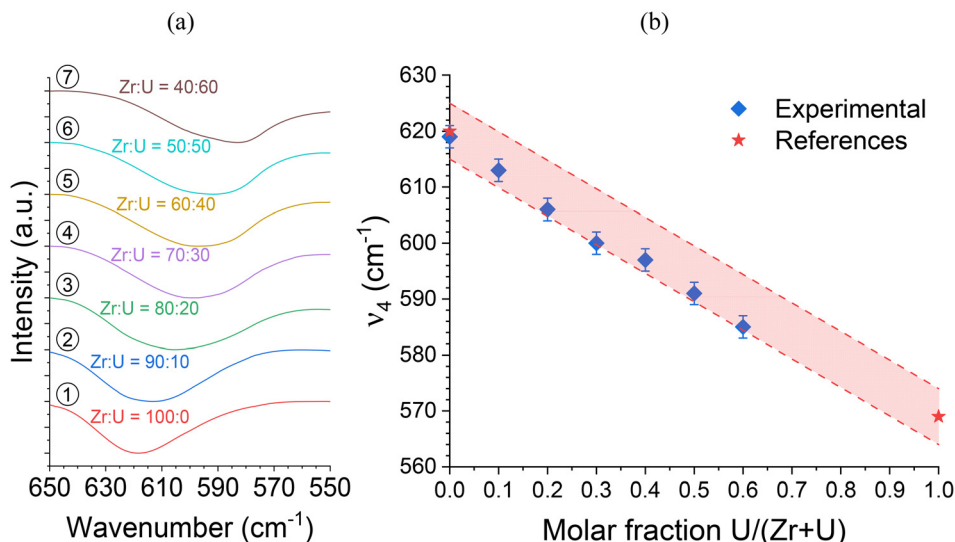 (a)
(b)
⑦
Zr:U = 40:60
⑥
Zr:U = 50:50
⑤
Zr:U = 60:40
④
Zr:U = 70:30
③
Zr:U = 80:20
②
Zr:U = 90:10
①
Zr:U = 100:0
Intensity (a.u.)
650 630 610 590 570 550
Wavenumber (cm⁻¹)
630
620
610
600
590
580
570
560
ν₄ (cm⁻¹)
Experimental
References
0.0 0.1 0.2 0.3 0.4 0.5 0.6 0.7 0.8 0.9 1.0
Molar fraction U/(Zr+U)